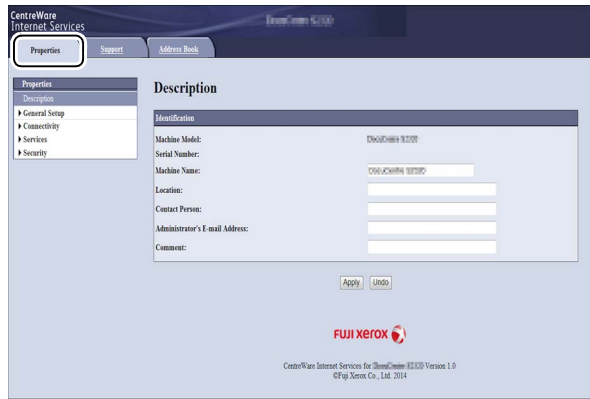 CentreWare
Internet Services
Properties
Support
Address Book
Properties
Description
General Setup
Connectivity
Services
Security
Description
Identification
Machine Model:
Serial Number:
Machine Name:
Location:
Contact Person:
Administrator's E-mail Address:
Comment:
Apply Undo
FUJI xerox
CentreWare Internet Services for Version 1.0
©Fuji Xerox Co., Ltd. 2014